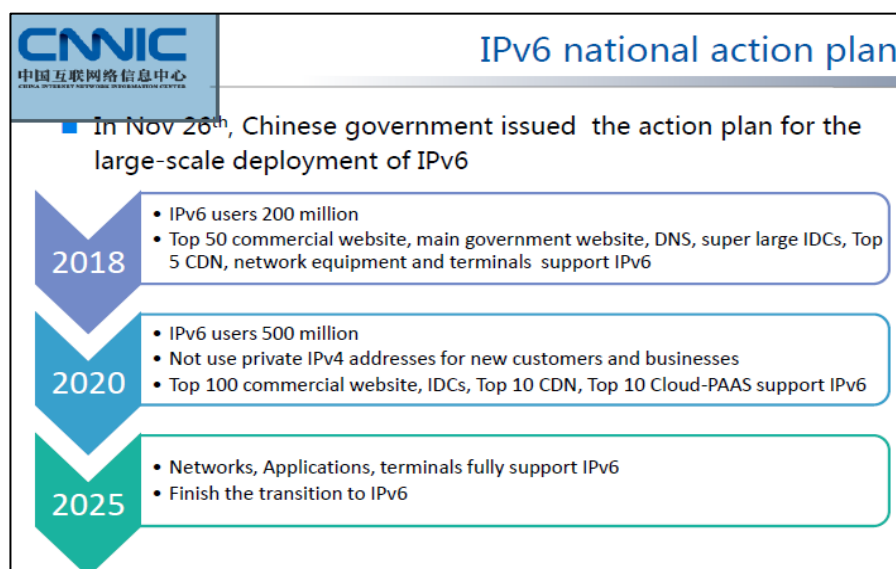 CNNIC
中国互联网络信息中心
CHINA INTERNET NETWORK INFORMATION CENTER
IPv6 national action plan
In Nov 26th, Chinese government issued the action plan for the
large-scale deployment of IPv6
2018
• IPv6 users 200 million
• Top 50 commercial website, main government website, DNS, super large IDCs, Top
5 CDN, network equipment and terminals support IPv6
2020
• IPv6 users 500 million
• Not use private IPv4 addresses for new customers and businesses
• Top 100 commercial website, IDCs, Top 10 CDN, Top 10 Cloud-PAAS support IPv6
2025
• Networks, Applications, terminals fully support IPv6
• Finish the transition to IPv6